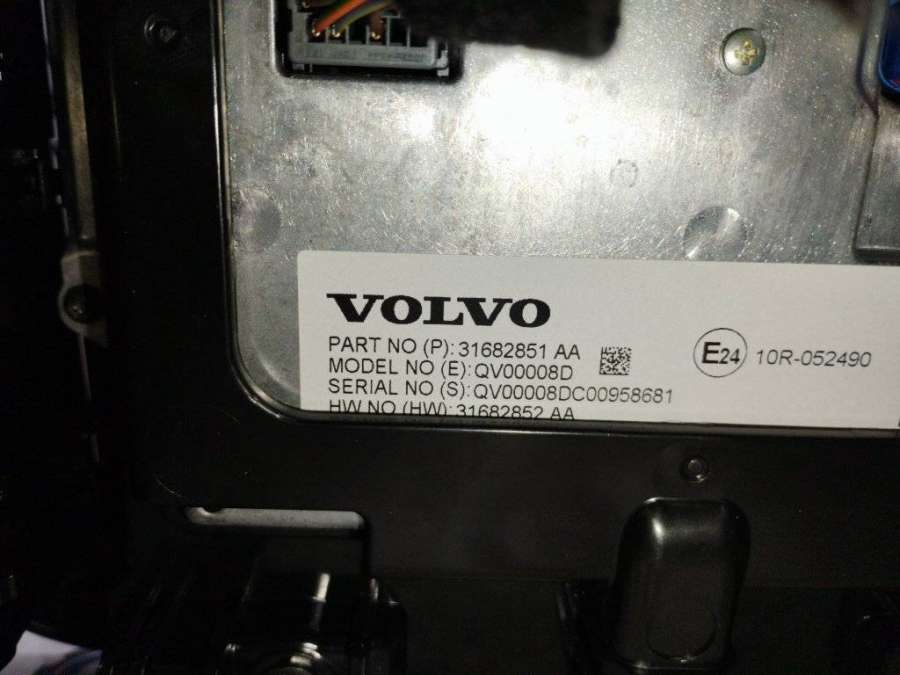 VOLVO
PART NO (P): 31682851 AA
MODEL NO (E): QV00008D
SERIAL NO (S): QV00008DC00958681
HW NO (HW): 31682852 AA
E24 10R-052490